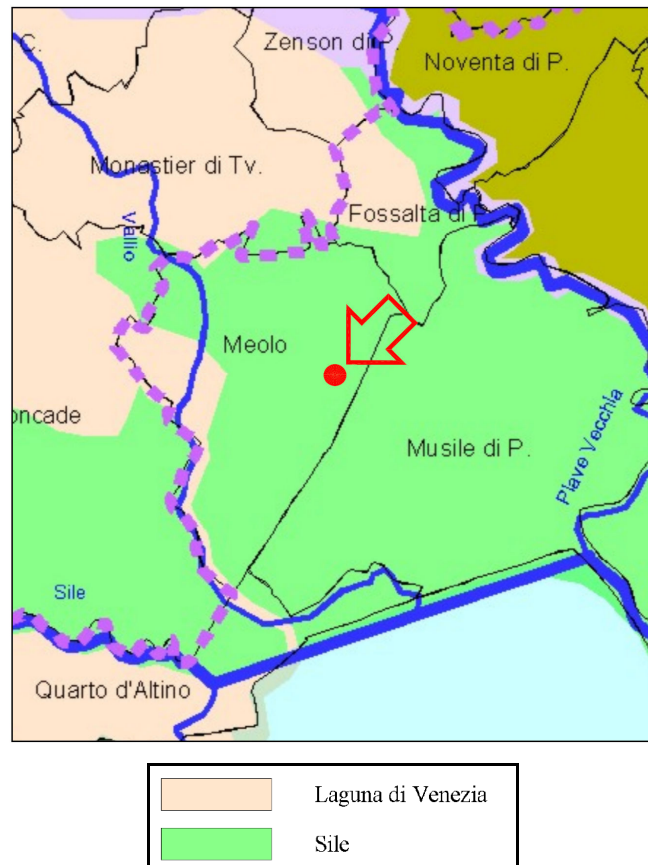 C.
Zenson di P.
Noventa di P.
Monastier di Tv.
Vallio
Fossalta di P.
Meolo
oncade
Musile di P.
Piave Vecchia
Sile
Quarto d'Altino
Laguna di Venezia
Sile